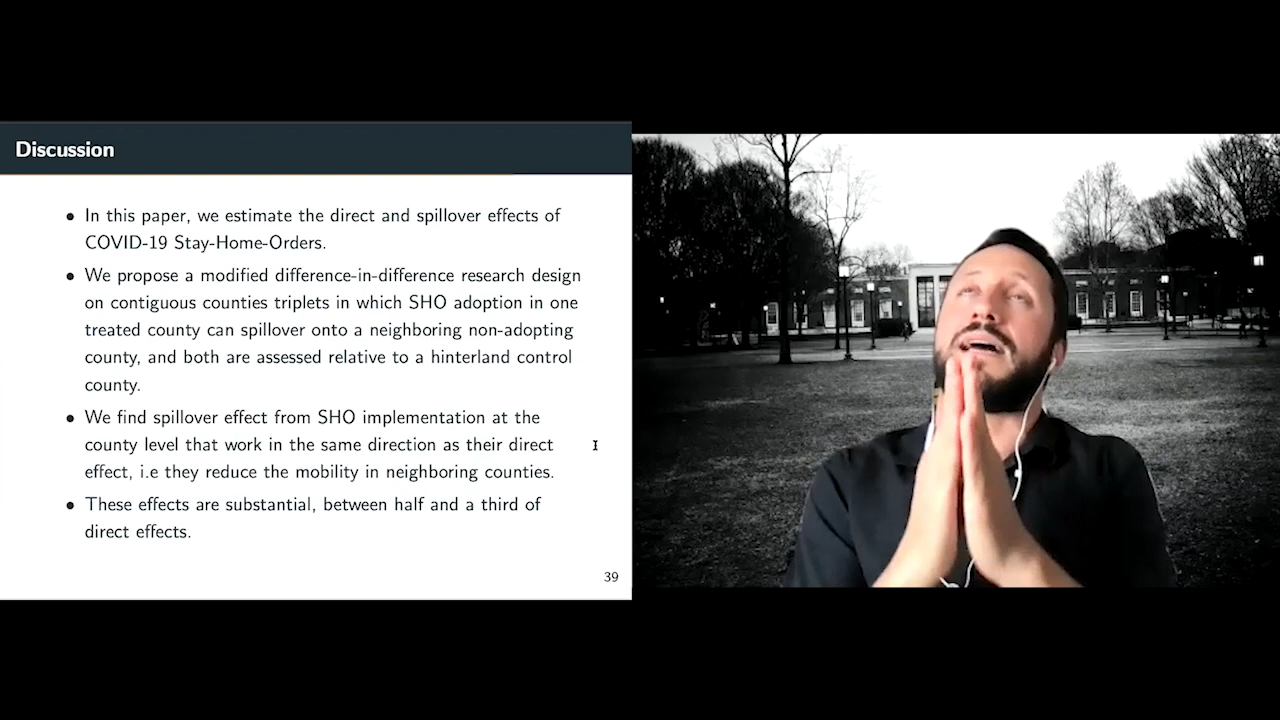 Discussion
• In this paper, we estimate the direct and spillover effects of
COVID-19 Stay-Home-Orders.
• We propose a modified difference-in-difference research design
on contiguous counties triplets in which SHO adoption in one
treated county can spillover onto a neighboring non-adopting
county, and both are assessed relative to a hinterland control
county.
• We find spillover effect from SHO implementation at the
county level that work in the same direction as their direct
effect, i.e they reduce the mobility in neighboring counties.
• These effects are substantial, between half and a third of
direct effects.
39